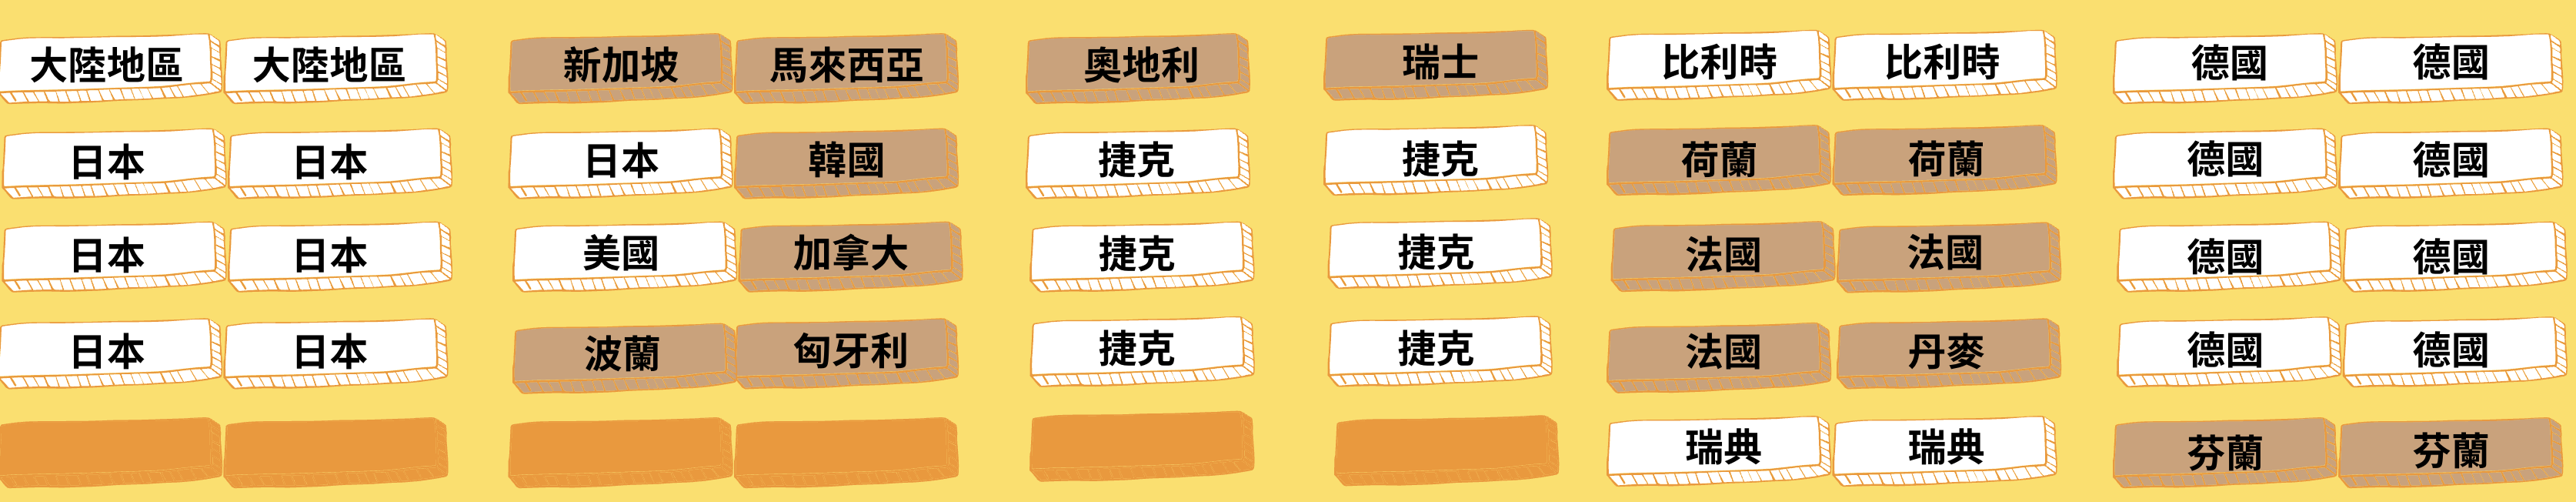 大陸地區 大陸地區 新加坡 馬來西亞 奧地利 瑞士 比利時 比利時 德國 德國
日本 日本 日本 韓國 捷克 捷克 荷蘭 荷蘭 德國 德國
日本 日本 美國 加拿大 捷克 捷克 法國 法國 德國 德國
日本 日本 波蘭 匈牙利 捷克 捷克 法國 丹麥 德國 德國
瑞典 瑞典 芬蘭 芬蘭